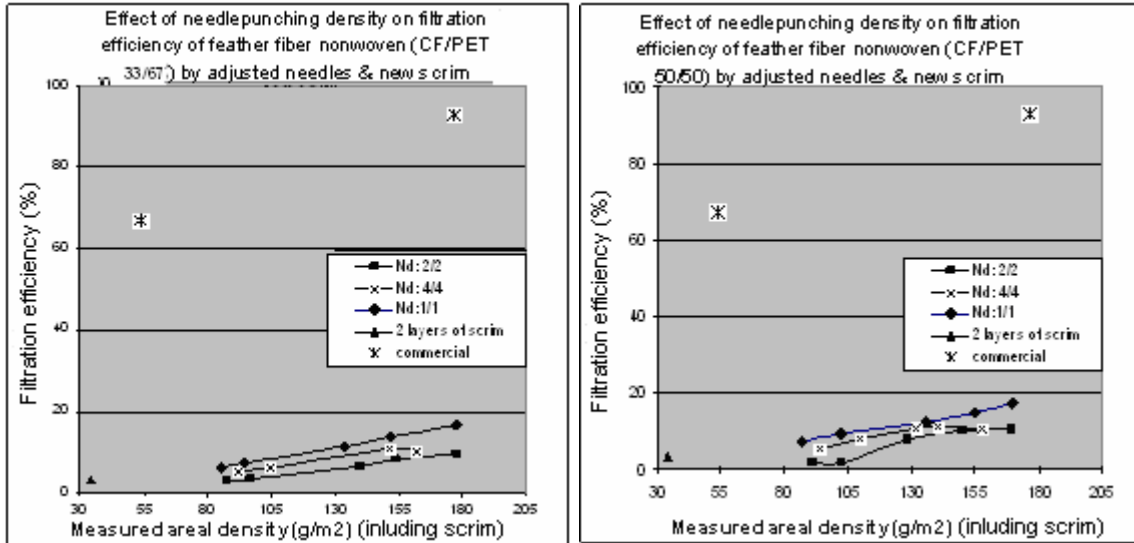 Effect of needlepunching density on filtration
efficiency of feather fiber nonwoven (CF/PET
33/67) by adjusted needles & new scrim
100
80
60
40
20
0
30 55 80 105 130 155 180 205
Filtration efficiency (%)
Nd: 2/2
Nd: 4/4
Nd:1/1
2 layers of scrim
commercial
Measured areal density (g/m2) (inluding scrim)
Effect of needlepunching density on filtration
efficiency of feather fiber nonwoven (CF/PET
50/50) by adjusted needles & new scrim
100
80
60
40
20
0
30 55 80 105 130 155 180 205
Filtration efficiency (%)
Nd: 2/2
Nd: 4/4
Nd:1/1
2 layers of scrim
commercial
Measured areal density (g/m2) (inluding scrim)